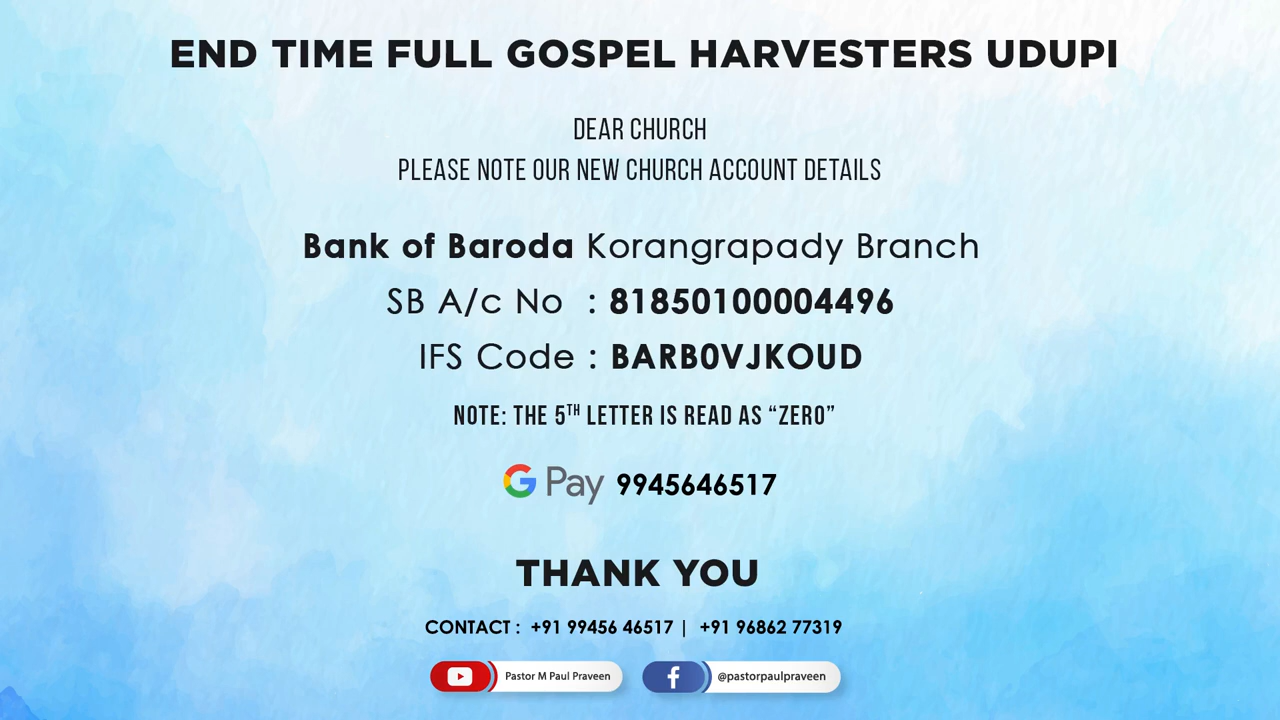 END TIME FULL GOSPEL HARVESTERS UDUPI
DEAR CHURCH
PLEASE NOTE OUR NEW CHURCH ACCOUNT DETAILS
Bank of Baroda Korangrapady Branch
SB A/c No : 81850100004496
IFS Code : BARB0VJKOUD
NOTE: THE 5TH LETTER IS READ AS “ZERO”
G Pay 9945646517
THANK YOU
CONTACT : +91 99456 46517 | +91 96862 77319
Pastor M Paul Praveen
@pastorpaulpraveen